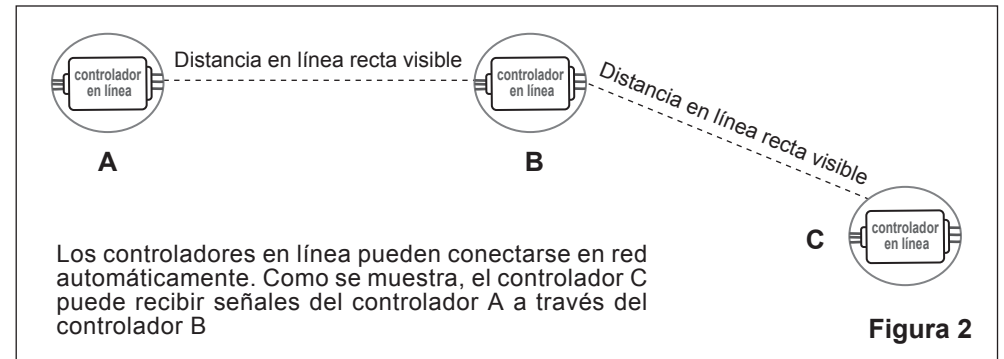 Distancia en línea recta visible
controlador
en línea
A
controlador
en línea
B
Distancia en línea recta visible
controlador
en línea
C
Los controladores en línea pueden conectarse en red
automáticamente. Como se muestra, el controlador C
puede recibir señales del controlador A a través del
controlador B
Figura 2